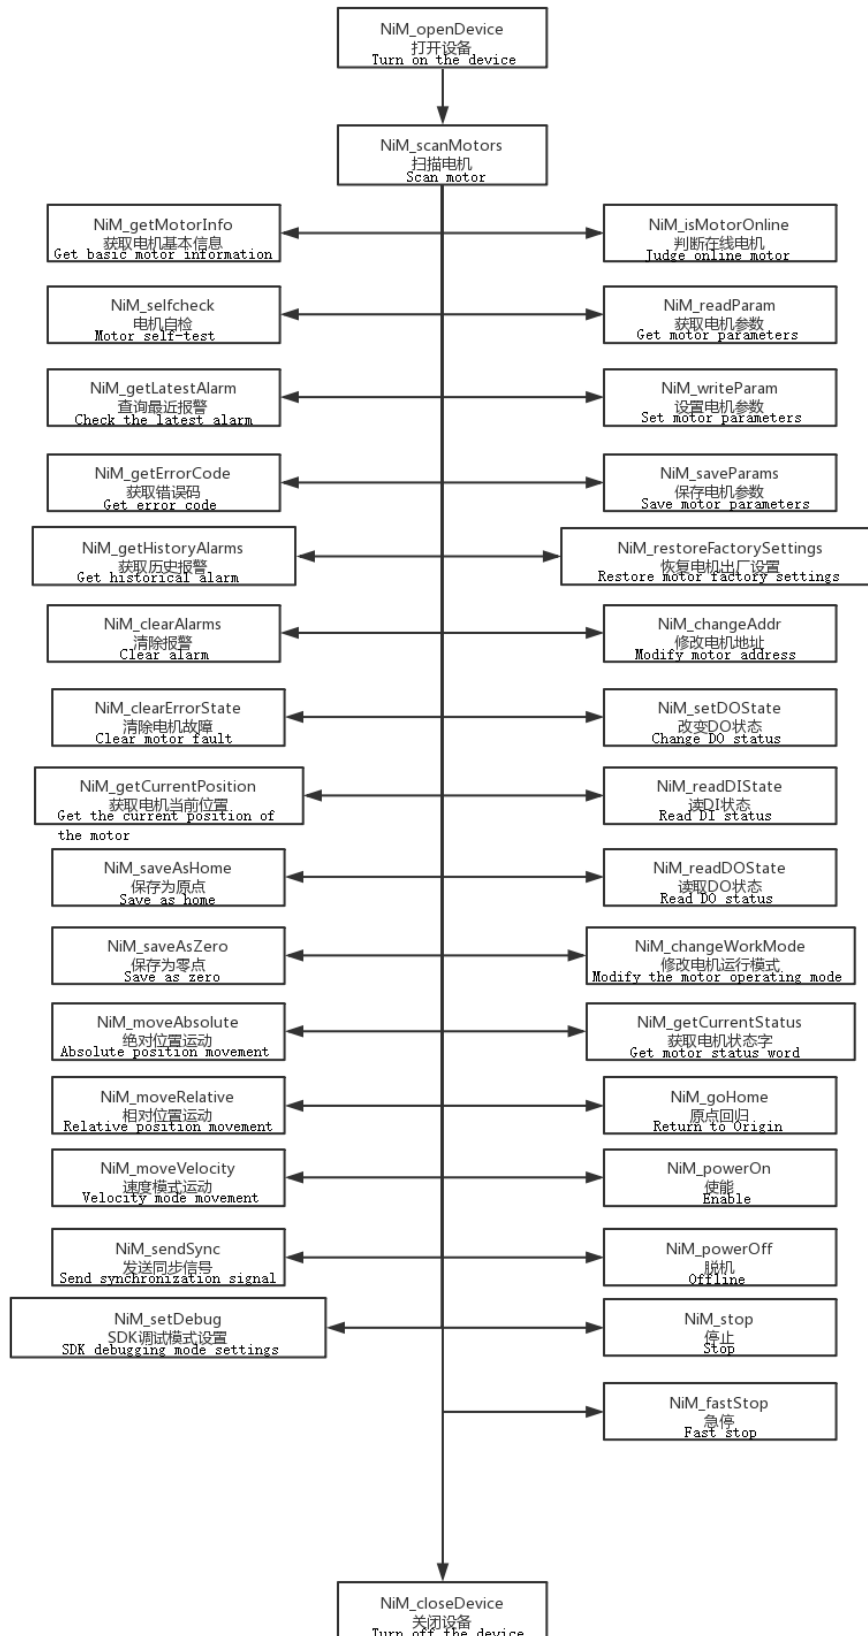 NiM_openDevice
打开设备
Turn on the device
NiM_scanMotors
扫描电机
Scan motor
NiM_getMotorInfo
获取电机基本信息
Get basic motor information
NiM_isMotorOnline
判断在线电机
Judge online motor
NiM_selfcheck
电机自检
Motor self-test
NiM_readParam
获取电机参数
Get motor parameters
NiM_getLatestAlarm
查询最近报警
Check the latest alarm
NiM_writeParam
设置电机参数
Set motor parameters
NiM_getErrorCode
获取错误码
Get error code
NiM_saveParams
保存电机参数
Save motor parameters
NiM_getHistoryAlarms
获取历史报警
Get historical alarm
NiM_restoreFactorySettings
恢复电机出厂设置
Restore motor factory settings
NiM_clearAlarms
清除报警
Clear alarm
NiM_changeAddr
修改电机地址
Modify motor address
NiM_clearErrorState
清除电机故障
Clear motor fault
NiM_setDOState
改变DO状态
Change DO status
NiM_getCurrentPosition
获取电机当前位置
Get the current position of
the motor
NiM_readDIState
读DI状态
Read DI status
NiM_saveAsHome
保存为原点
Save as home
NiM_readDOState
读取DO状态
Read DO status
NiM_saveAsZero
保存为零点
Save as zero
NiM_changeWorkMode
修改电机运行模式
Modify the motor operating mode
NiM_moveAbsolute
绝对位置运动
Absolute position movement
NiM_getCurrentStatus
获取电机状态字
Get motor status word
NiM_moveRelative
相对位置运动
Relative position movement
NiM_goHome
原点回归
Return to Origin
NiM_moveVelocity
速度模式运动
Velocity mode movement
NiM_powerOn
使能
Enable
NiM_sendSync
发送同步信号
Send synchronization signal
NiM_powerOff
脱机
Offline
NiM_setDebug
SDK调试模式设置
SDK debugging mode settings
NiM_stop
停止
Stop
NiM_fastStop
急停
Fast stop
NiM_closeDevice
关闭设备
Turn off the device